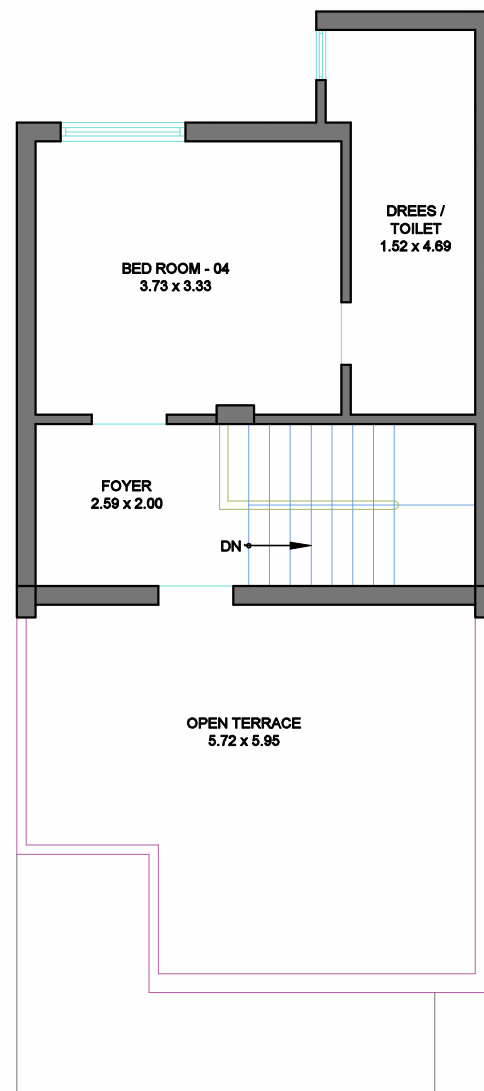 DREES /
TOILET
1.52 x 4.69
BED ROOM - 04
3.73 x 3.33
FOYER
2.59 x 2.00
DN
OPEN TERRACE
5.72 x 5.95